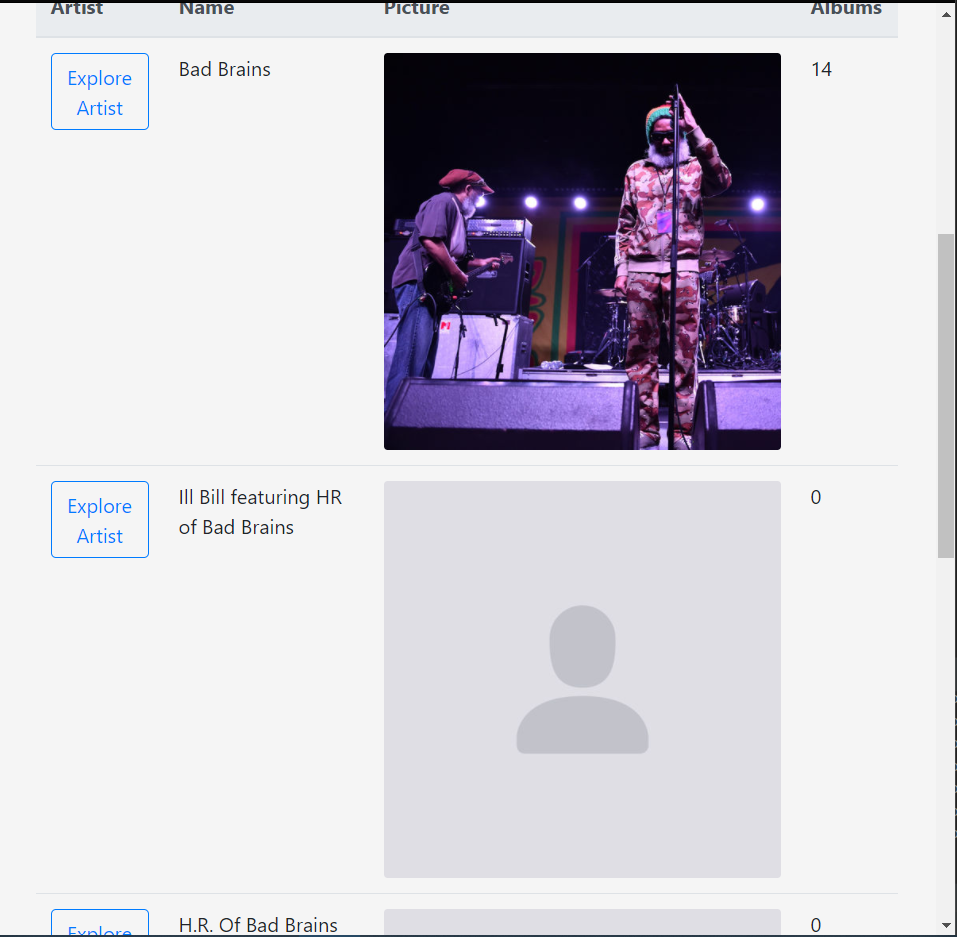 Artist Name Picture Albums
Explore Artist
Bad Brains
14
Explore Artist
Ill Bill featuring HR
of Bad Brains
0
Explore
H.R. Of Bad Brains
0